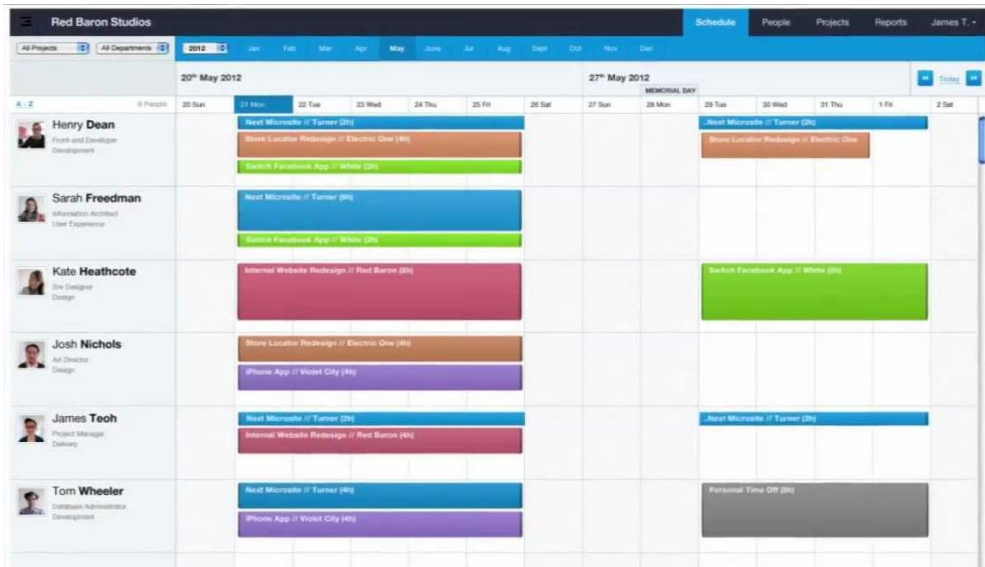 Red Baron Studios
Schedule People Projects Reports James T.
All Projects All Departments 2012 Jan Feb Mar Apr May June Jul Aug Sept Oct Nov Dec
20th May 2012 27th May 2012
Today
MEMORIAL DAY
A - Z 6 People 20 Sun 21 Mon 22 Tue 23 Wed 24 Thu 25 Fri 26 Sat 27 Sun 28 Mon 29 Tue 30 Wed 31 Thu 1 Fri 2 Sat
Henry Dean
Front-end Developer
Development
Next Microsite // Turner (2h)
Store Locator Redesign // Electric One (4h)
Switch Facebook App // White (2h)
..Next Microsite // Turner (2h)
Store Locator Redesign // Electric One
Sarah Freedman
Information Architect
User Experience
Next Microsite // Turner (6h)
Switch Facebook App // White (2h)
Kate Heathcote
Designer
Design
Internal Website Redesign // Red Baron (8h)
Switch Facebook App // White (8h)
Josh Nichols
Art Director
Design
Store Locator Redesign // Electric One (4h)
iPhone App // Violet City (4h)
James Teoh
Project Manager
Delivery
Next Microsite // Turner (2h)
Internal Website Redesign // Red Baron (4h)
..Next Microsite // Turner (2h)
Tom Wheeler
Database Administrator
Development
Next Microsite // Turner (4h)
iPhone App // Violet City (4h)
Personal Time Off (8h)